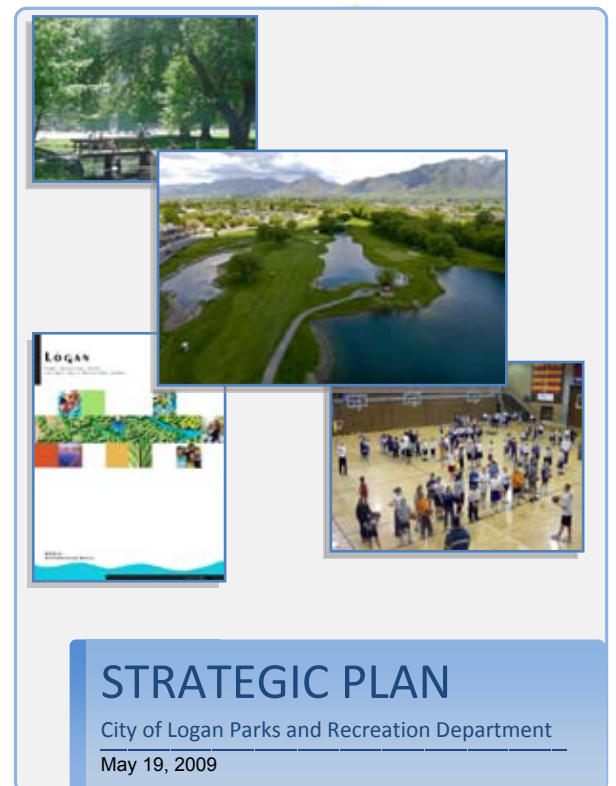 LOGAN
STRATEGIC PLAN
City of Logan Parks and Recreation Department
May 19, 2009